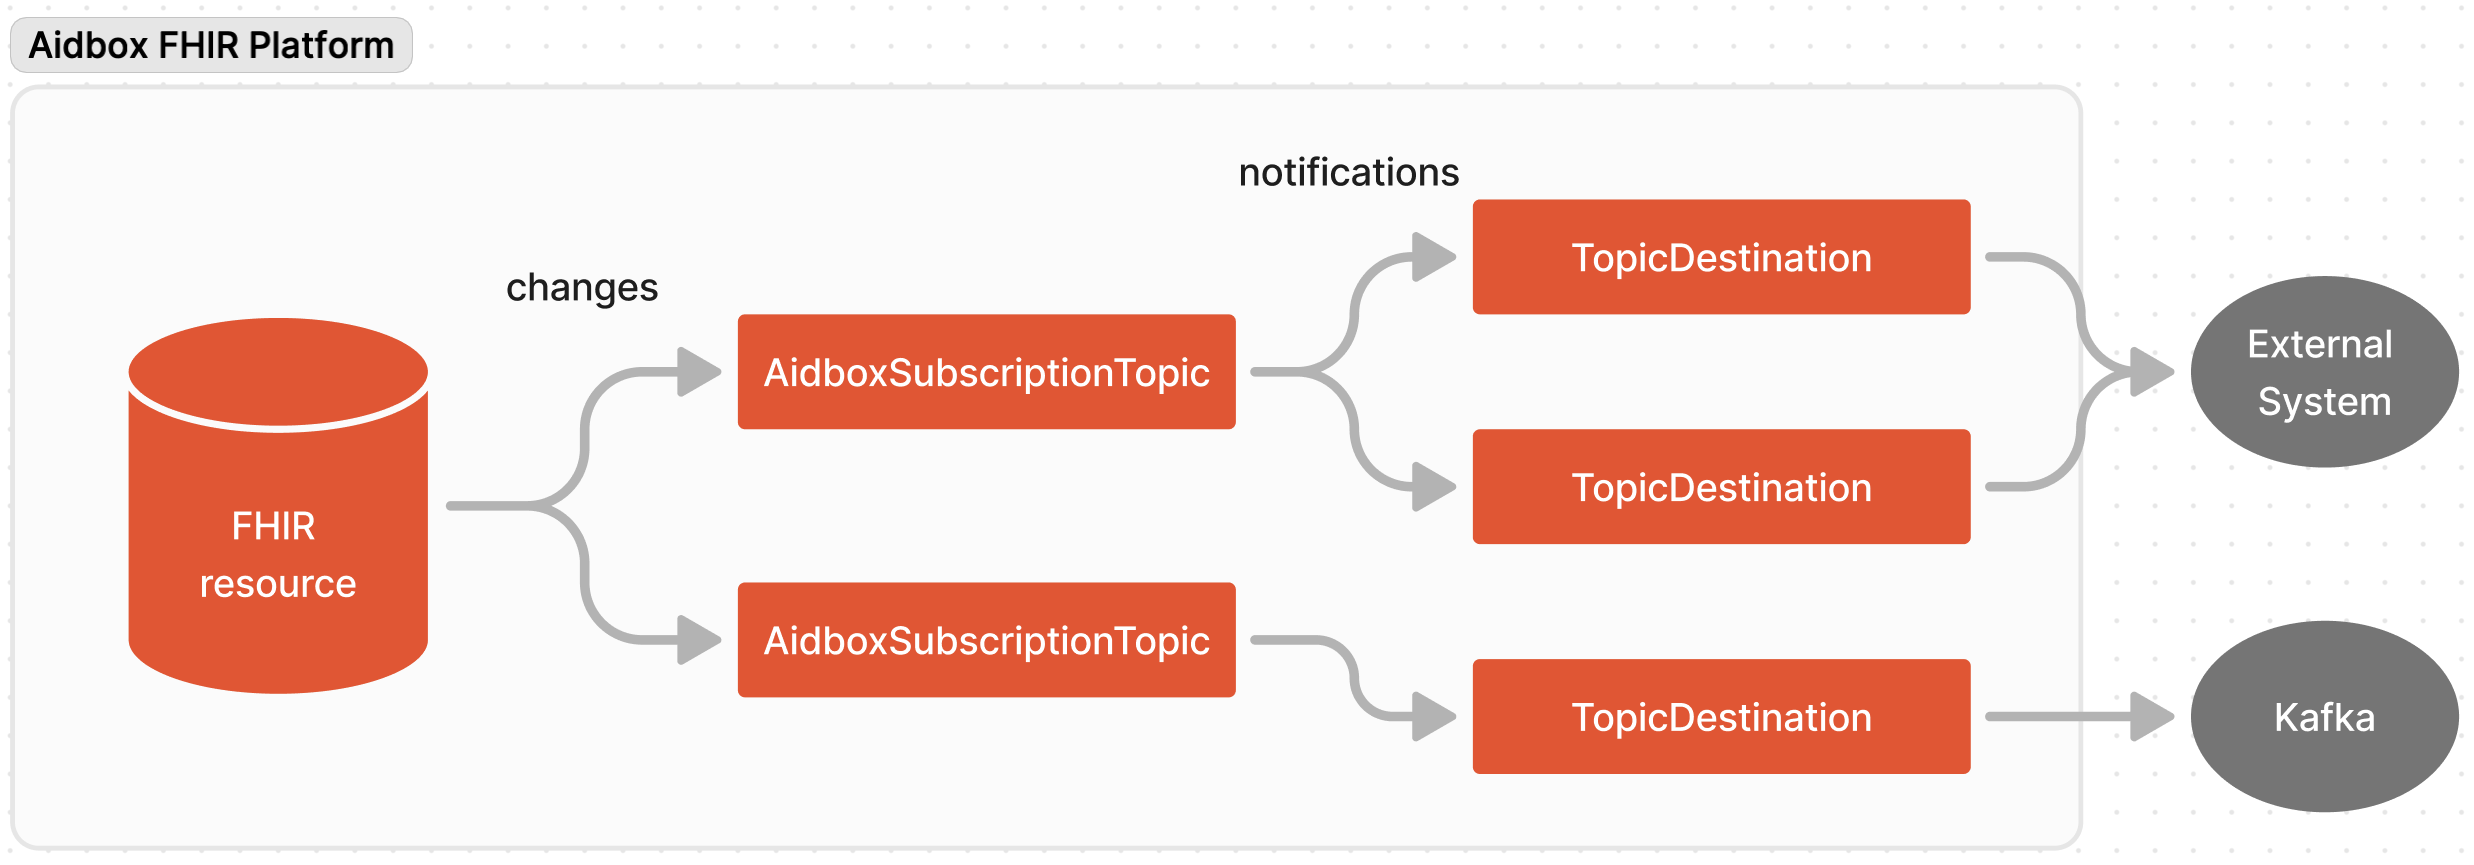 Aidbox FHIR Platform
notifications
TopicDestination
changes
AidboxSubscriptionTopic
External
System
TopicDestination
FHIR
resource
AidboxSubscriptionTopic
TopicDestination
Kafka